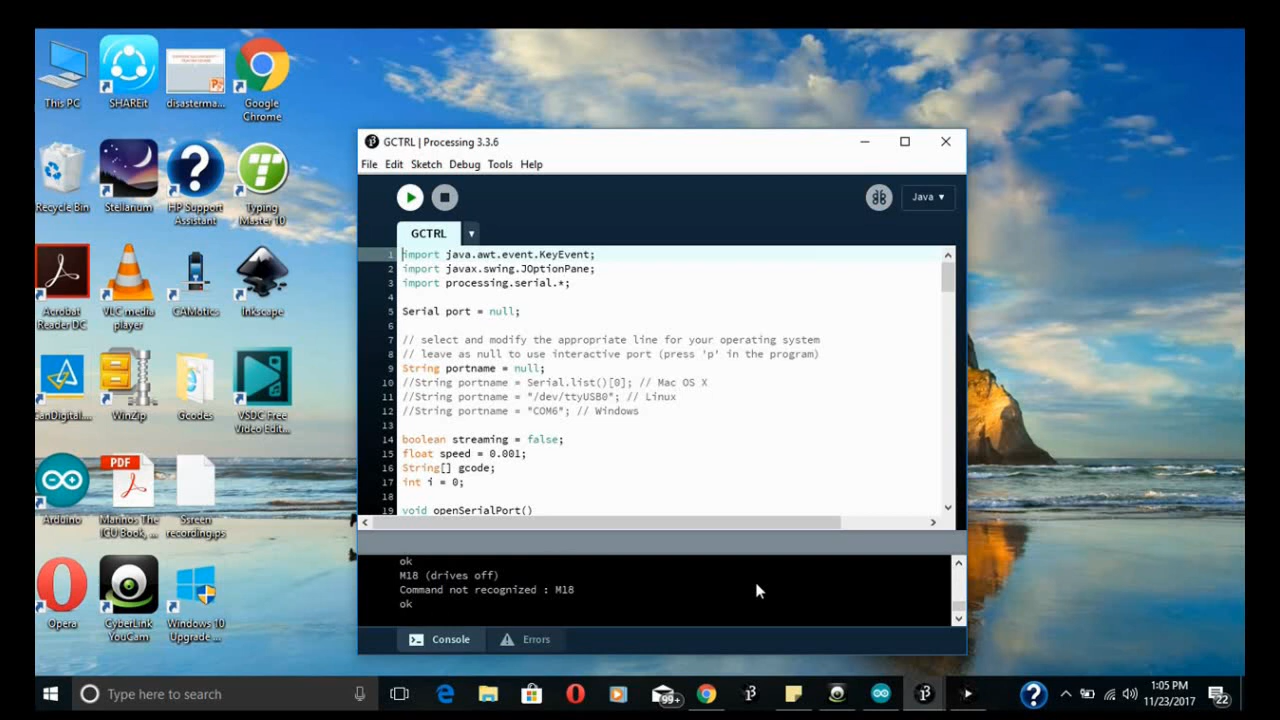 This PC
SHAREit
disasterma...
Google
Chrome
Recycle Bin
Stellarium
HP Support
Assistant
Typing
Master 10
Acrobat
Reader DC
VLC media
player
CAMotics
Inkscape
WinZip
Gcodes
VSDC Free
Video Edit...
Arduino
PDF
Marino's The
ICU Book, ...
Opera
CyberLink
YouCam
Windows 10
Upgrade ...
GCTRL | Processing 3.3.6
File Edit Sketch Debug Tools Help
Java ▾
GCTRL ▾
1 import java.awt.event.KeyEvent;
2 import javax.swing.JOptionPane;
3 import processing.serial.*;
4
5 Serial port = null;
6
7 // select and modify the appropriate line for your operating system
8 // leave as null to use interactive port (press 'p' in the program)
9 String portname = null;
10 //String portname = Serial.list()[0]; // Mac OS X
11 //String portname = "/dev/ttyUSB0"; // Linux
12 //String portname = "COM6"; // Windows
13
14 boolean streaming = false;
15 float speed = 0.001;
16 String[] gcode;
17 int i = 0;
18
19 void openSerialPort()
ok
M18 (drives off)
Command not recognized : M18
ok
Console
Errors
Type here to search
99+
1:05 PM
11/23/2017
22